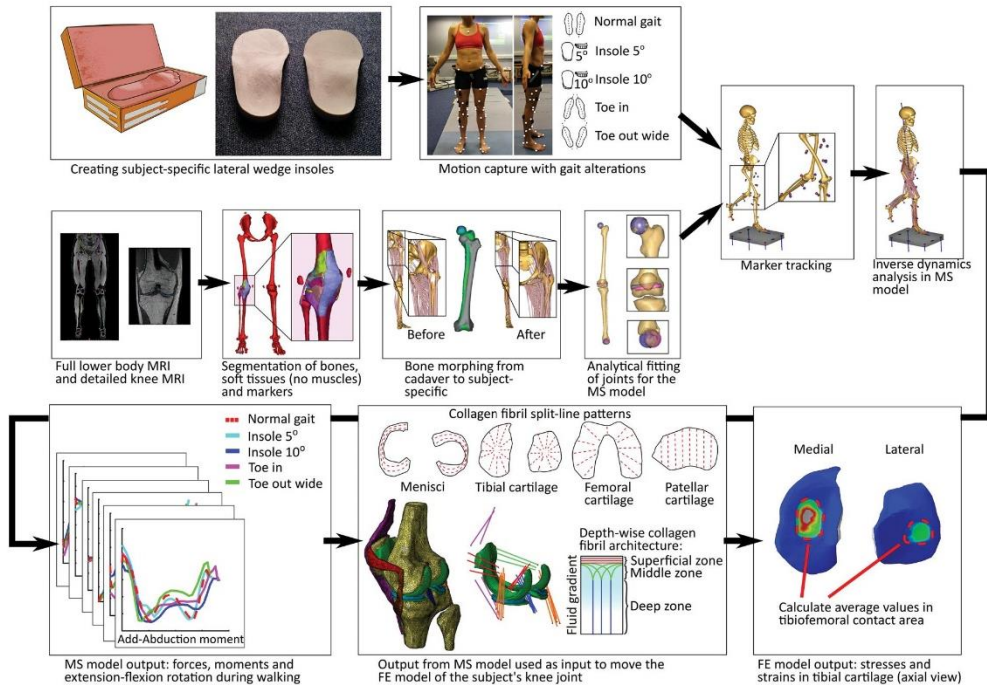 Normal gait
5°
Insole 5°
10°
Insole 10°
Toe in
Toe out wide
Creating subject-specific lateral wedge insoles
Motion capture with gait alterations
Marker tracking
Inverse dynamics
analysis in MS
model
Before
After
Full lower body MRI
and detailed knee MRI
Segmentation of bones,
soft tissues (no muscles)
and markers
Bone morphing from
cadaver to subject-
specific
Analytical fitting
of joints for the
MS model
Normal gait
Insole 5°
Insole 10°
Toe in
Toe out wide
Add-Abduction moment
MS model output: forces, moments and
extension-flexion rotation during walking
Collagen fibril split-line patterns
Menisci
Tibial cartilage
Femoral
cartilage
Patellar
cartilage
Depth-wise collagen
fibril architecture:
Fluid gradient
Superficial zone
Middle zone
Deep zone
Output from MS model used as input to move the
FE model of the subject's knee joint
Medial
Lateral
Calculate average values in
tibiofemoral contact area
FE model output: stresses and
strains in tibial cartilage (axial view)